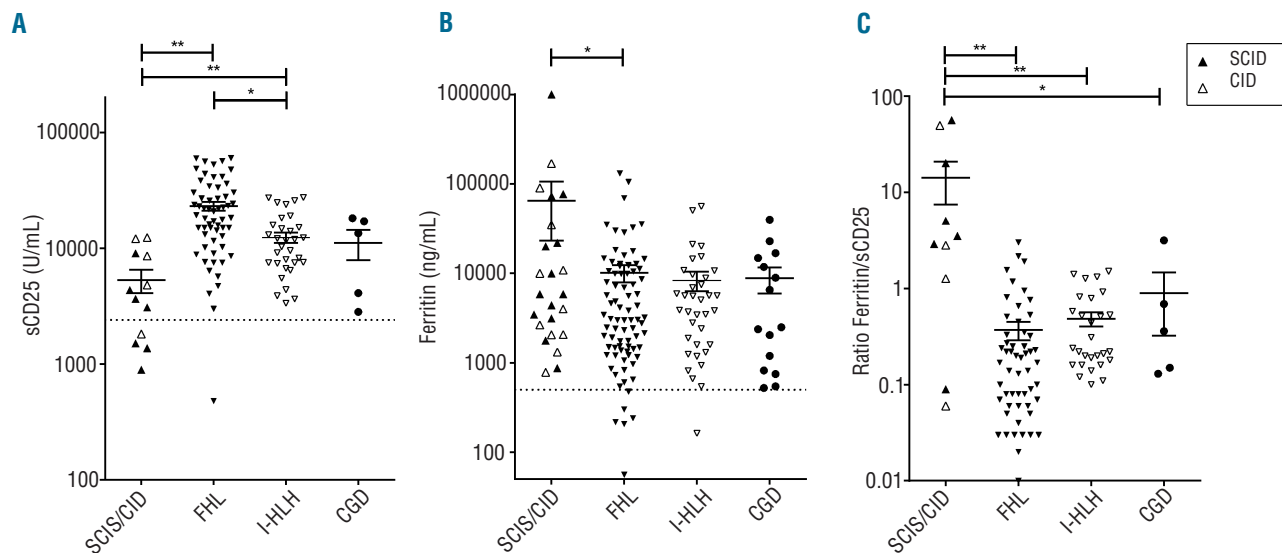 A
B
C
**
**
*
*
**
**
*
SCID
CID
sCD25 (U/mL)
100000
10000
1000
100
SCIS/CID
FHL
I-HLH
CGD
Ferritin (ng/mL)
1000000
100000
10000
1000
100
SCIS/CID
FHL
I-HLH
CGD
Ratio Ferritin/sCD25
100
10
1
0.1
0.01
SCIS/CID
FHL
I-HLH
CGD